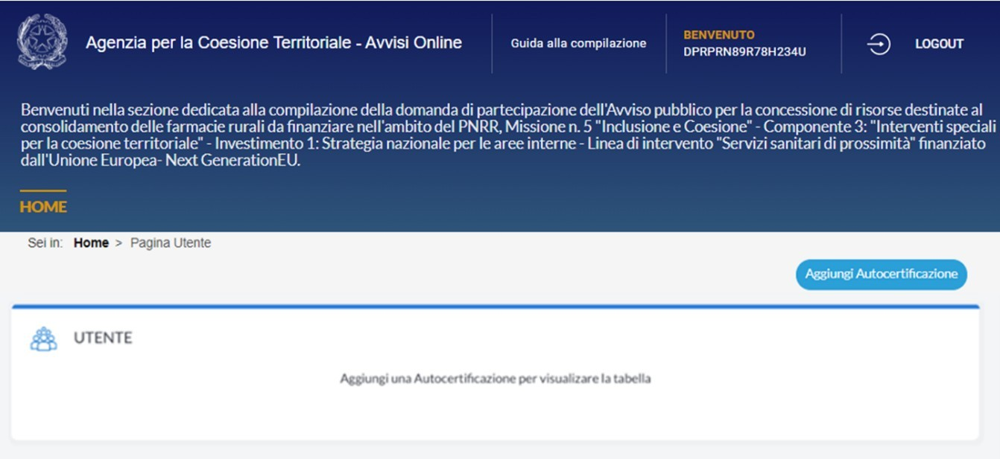 Agenzia per la Coesione Territoriale - Avvisi Online
Guida alla compilazione
BENVENUTO
DPRPRN89R78H234U
LOGOUT
Benvenuti nella sezione dedicata alla compilazione della domanda di partecipazione dell'Avviso pubblico per la concessione di risorse destinate al
consolidamento delle farmacie rurali da finanziare nell'ambito del PNRR, Missione n. 5 "Inclusione e Coesione" - Componente 3: "Interventi speciali
per la coesione territoriale" - Investimento 1: Strategia nazionale per le aree interne - Linea di intervento "Servizi sanitari di prossimità" finanziato
dall'Unione Europea- Next GenerationEU.
HOME
Sei in: Home > Pagina Utente
Aggiungi Autocertificazione
UTENTE
Aggiungi una Autocertificazione per visualizare la tabella